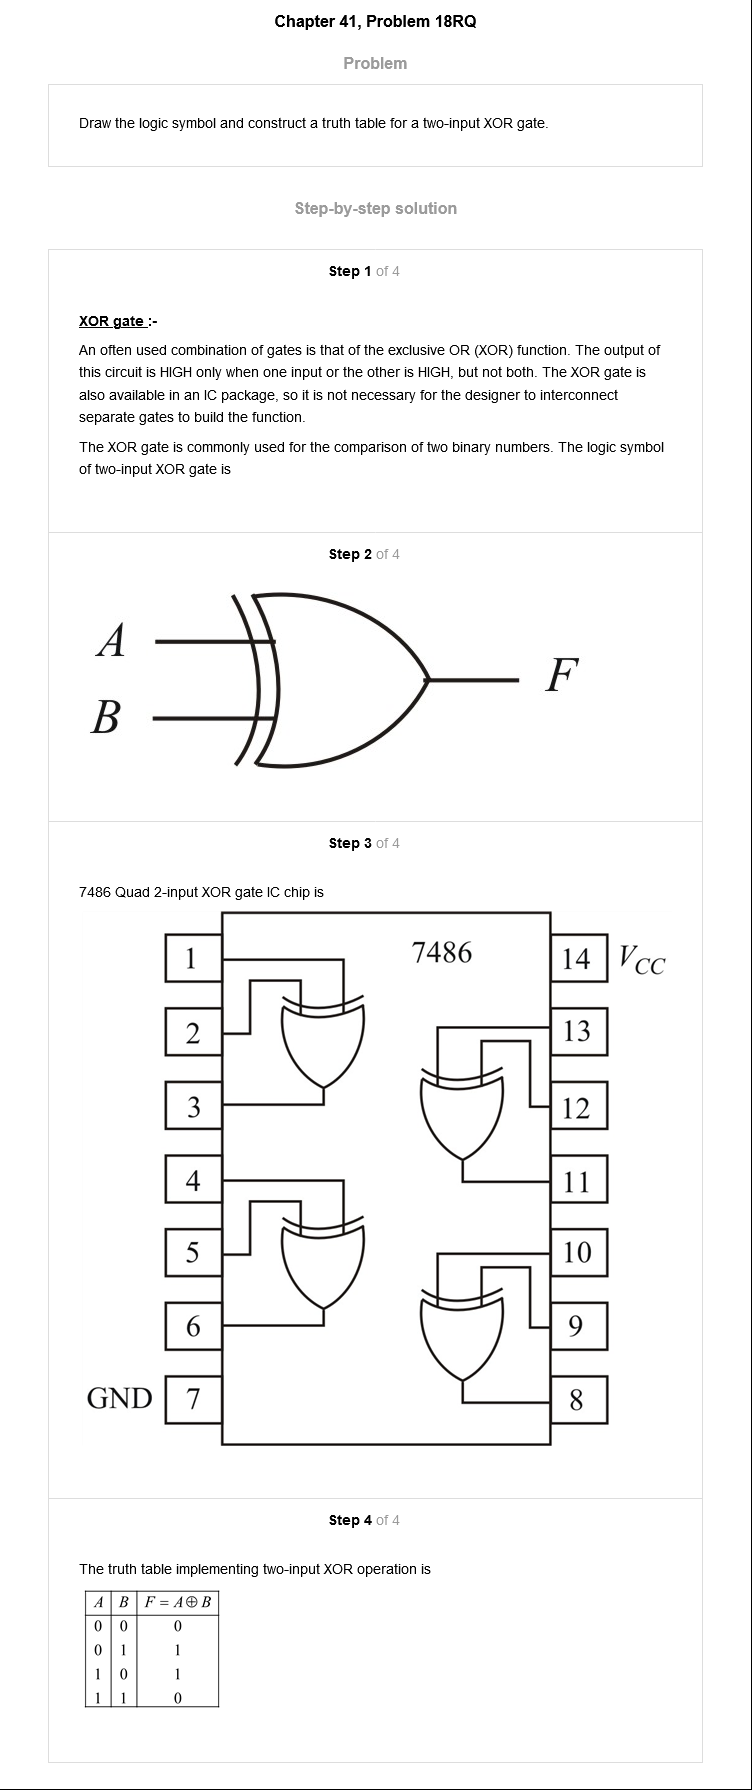 Chapter 41, Problem 18RQ
Problem
Draw the logic symbol and construct a truth table for a two-input XOR gate.
Step-by-step solution
Step 1 of 4
XOR gate :-
An often used combination of gates is that of the exclusive OR (XOR) function. The output of
this circuit is HIGH only when one input or the other is HIGH, but not both. The XOR gate is
also available in an IC package, so it is not necessary for the designer to interconnect
separate gates to build the function.
The XOR gate is commonly used for the comparison of two binary numbers. The logic symbol
of two-input XOR gate is
Step 2 of 4
A
F
B
Step 3 of 4
7486 Quad 2-input XOR gate IC chip is
1 7486 14 VCC
2 13
3 12
4 11
5 10
6 9
GND 7 8
Step 4 of 4
The truth table implementing two-input XOR operation is
A B F = A⊕B
0 0 0
0 1 1
1 0 1
1 1 0